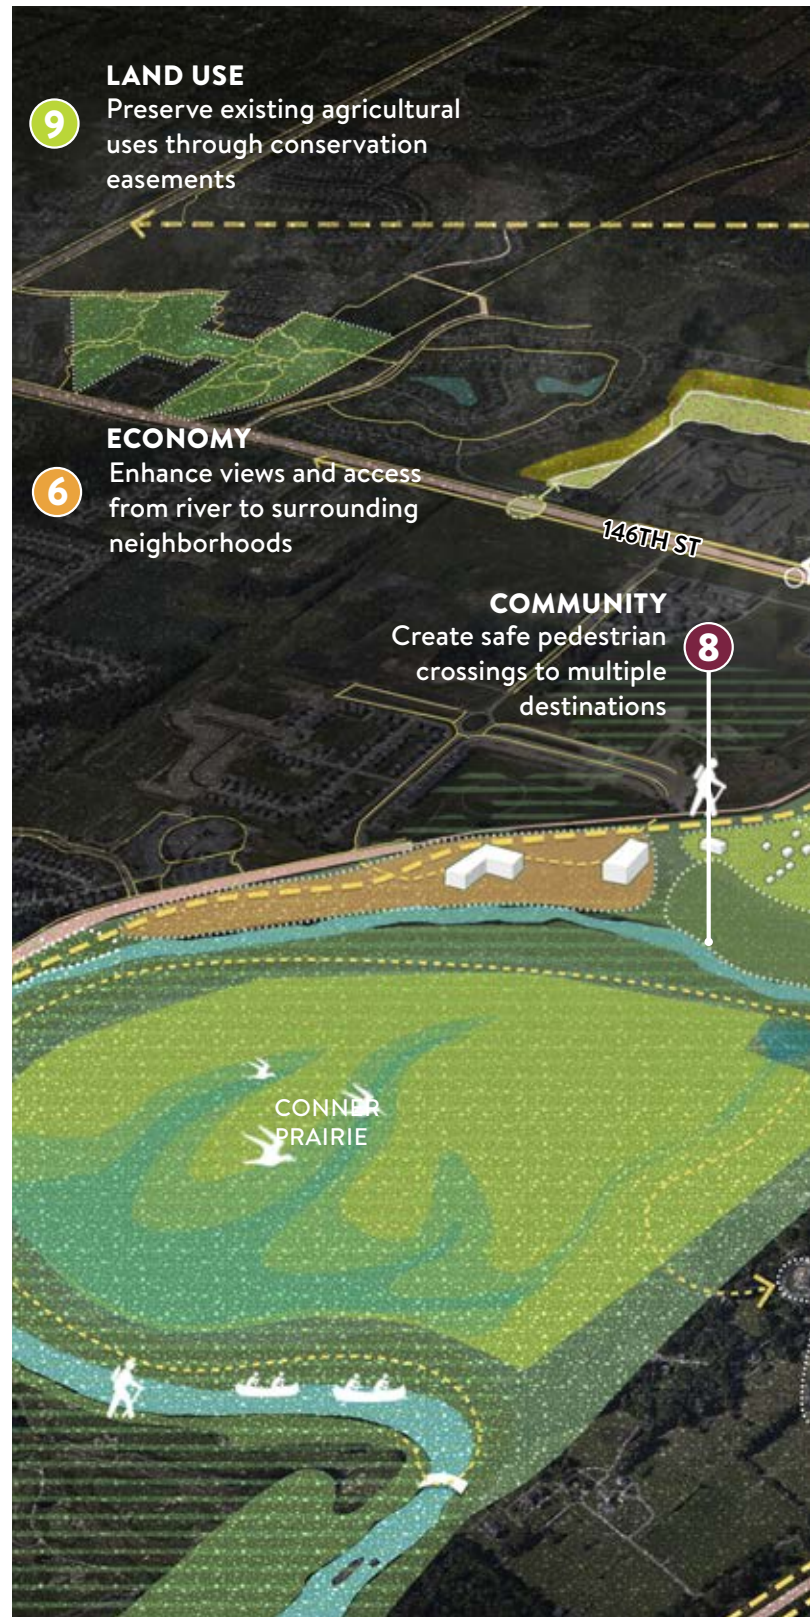 LAND USE
9
Preserve existing agricultural
uses through conservation
easements
ECONOMY
6
Enhance views and access
from river to surrounding
neighborhoods
146TH ST
COMMUNITY
8
Create safe pedestrian
crossings to multiple
destinations
CONNER
PRAIRIE